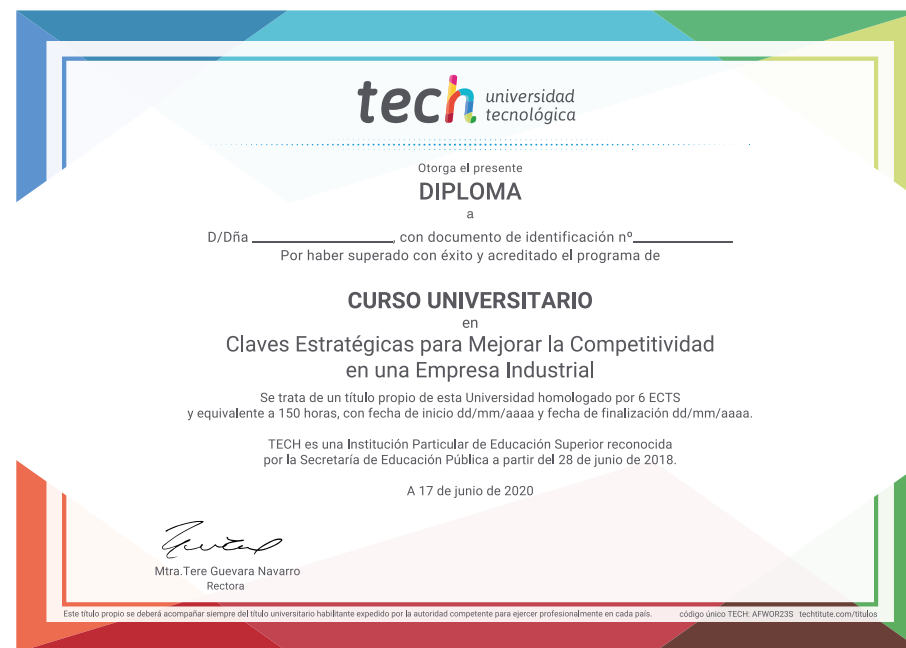 tech universidad
tecnológica
Otorga el presente
DIPLOMA
a
D/Dña ____________________, con documento de identificación nº______________
Por haber superado con éxito y acreditado el programa de
CURSO UNIVERSITARIO
en
Claves Estratégicas para Mejorar la Competitividad
en una Empresa Industrial
Se trata de un título propio de esta Universidad homologado por 6 ECTS
y equivalente a 150 horas, con fecha de inicio dd/mm/aaaa y fecha de finalización dd/mm/aaaa.
TECH es una Institución Particular de Educación Superior reconocida
por la Secretaría de Educación Pública a partir del 28 de junio de 2018.
A 17 de junio de 2020
Mtra.Tere Guevara Navarro
Rectora
Este título propio se deberá acompañar siempre del título universitario habilitante expedido por la autoridad competente para ejercer profesionalmente en cada país. código único TECH: AFWOR23S techtitute.com/titulos